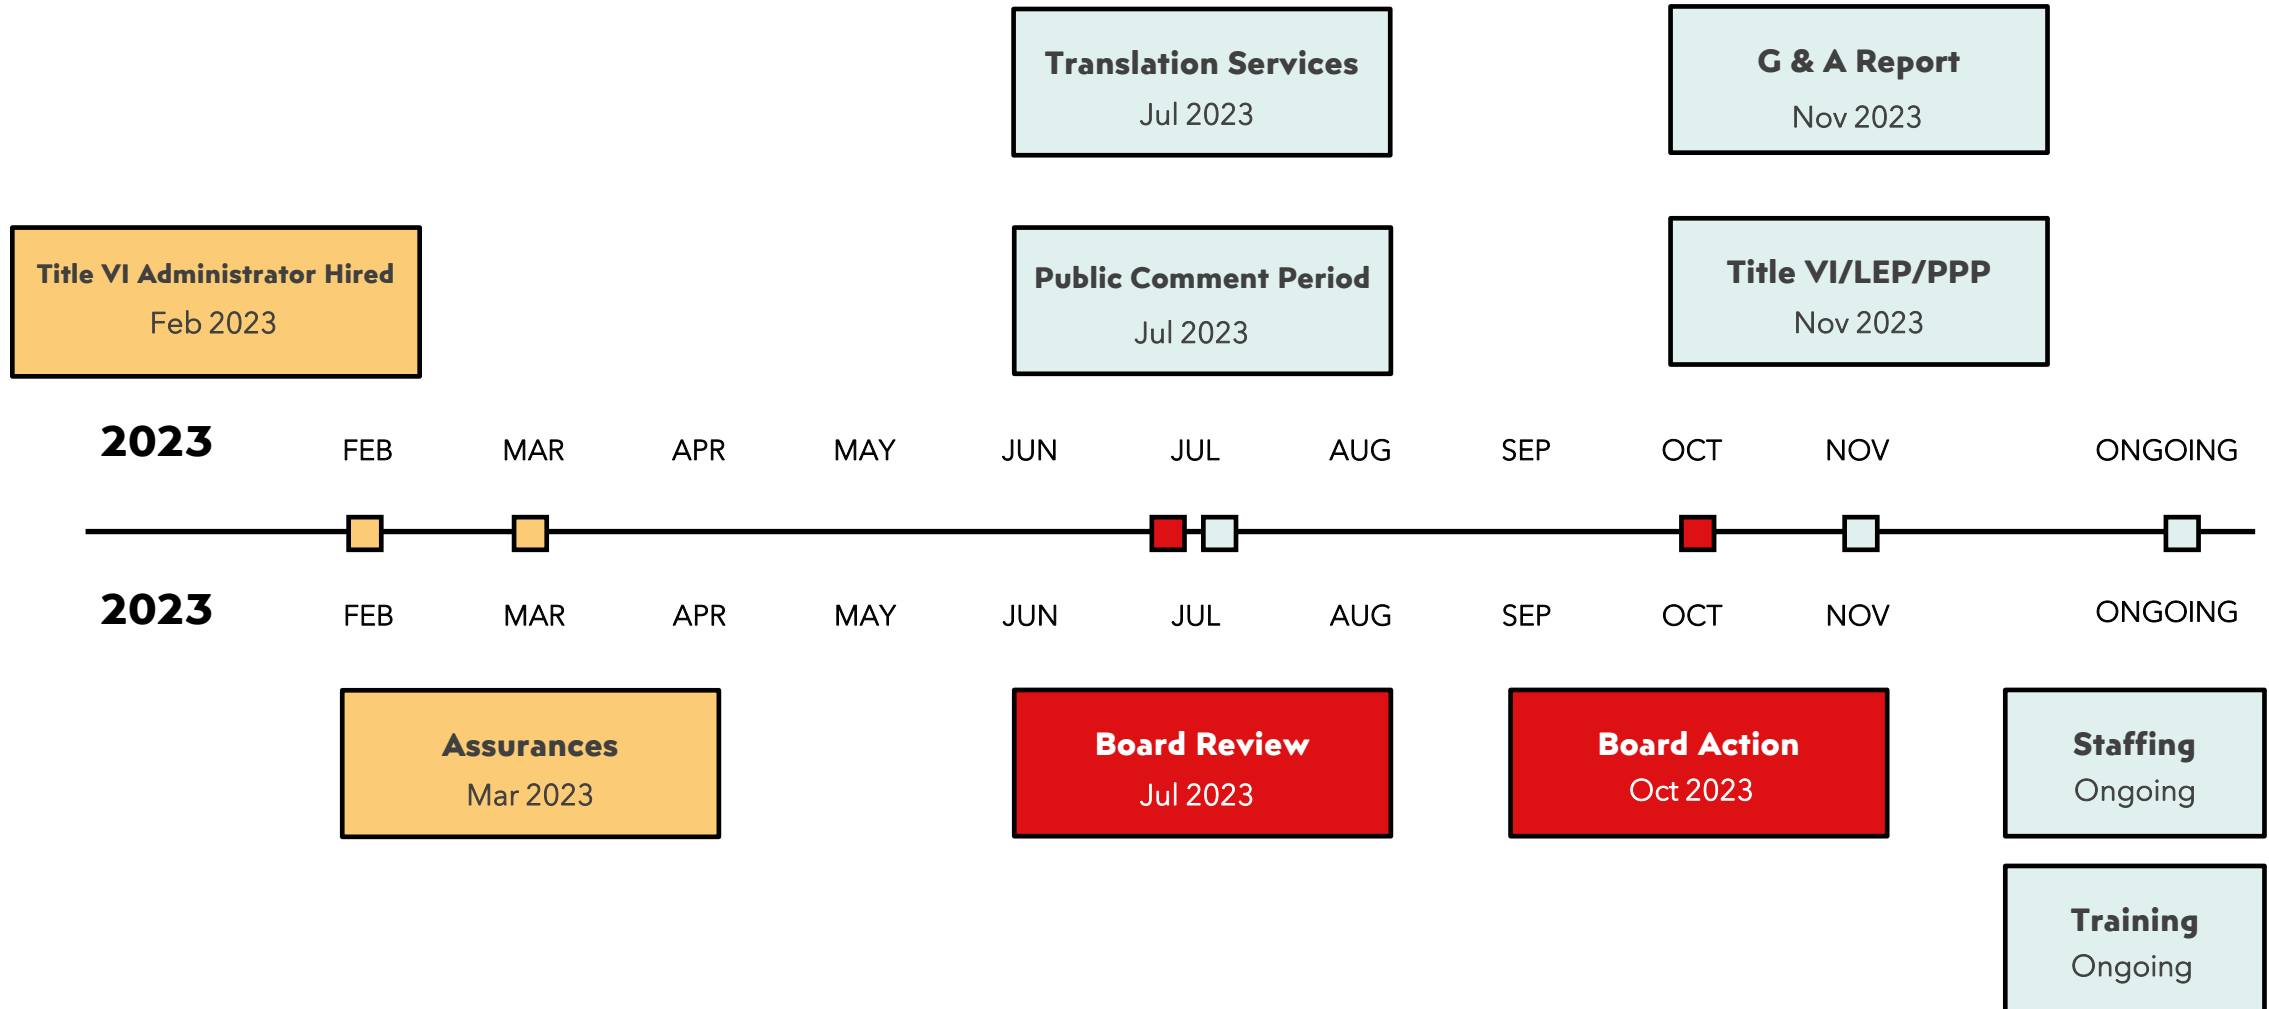 Translation Services
Jul 2023
G & A Report
Nov 2023
Title VI Administrator Hired
Feb 2023
Public Comment Period
Jul 2023
Title VI/LEP/PPP
Nov 2023
2023 FEB MAR APR MAY JUN JUL AUG SEP OCT NOV ONGOING
2023 FEB MAR APR MAY JUN JUL AUG SEP OCT NOV ONGOING
Assurances
Mar 2023
Board Review
Jul 2023
Board Action
Oct 2023
Staffing
Ongoing
Training
Ongoing